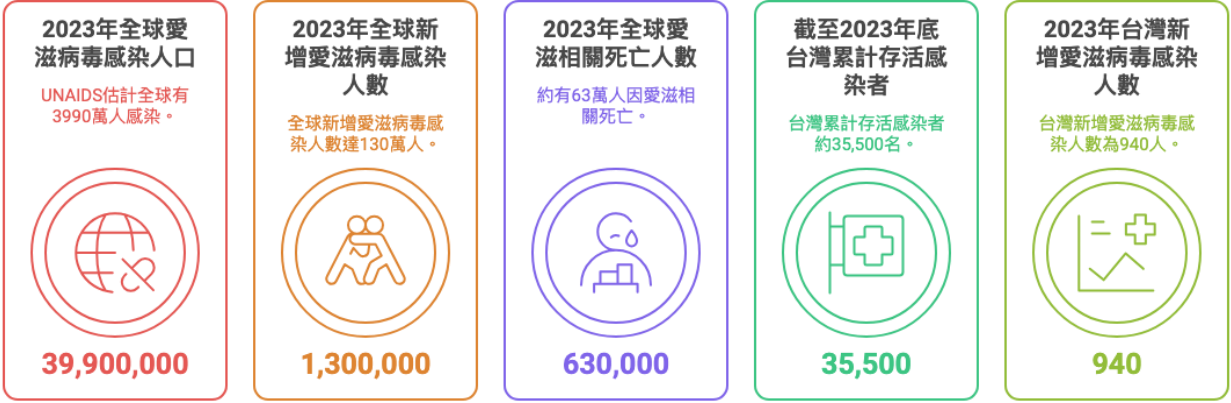 2023年全球愛
滋病毒感染人口
UNAIDS估計全球有
3990萬人感染。
39,900,000
2023年全球新
增愛滋病毒感染
人數
全球新增愛滋病毒感
染人數達130萬人。
1,300,000
2023年全球愛
滋相關死亡人數
約有63萬人因愛滋相
關死亡。
630,000
截至2023年底
台灣累計存活感
染者
台灣累計存活感染者
約35,500名。
35,500
2023年台灣新
增愛滋病毒感染
人數
台灣新增愛滋病毒感
染人數為940人。
940